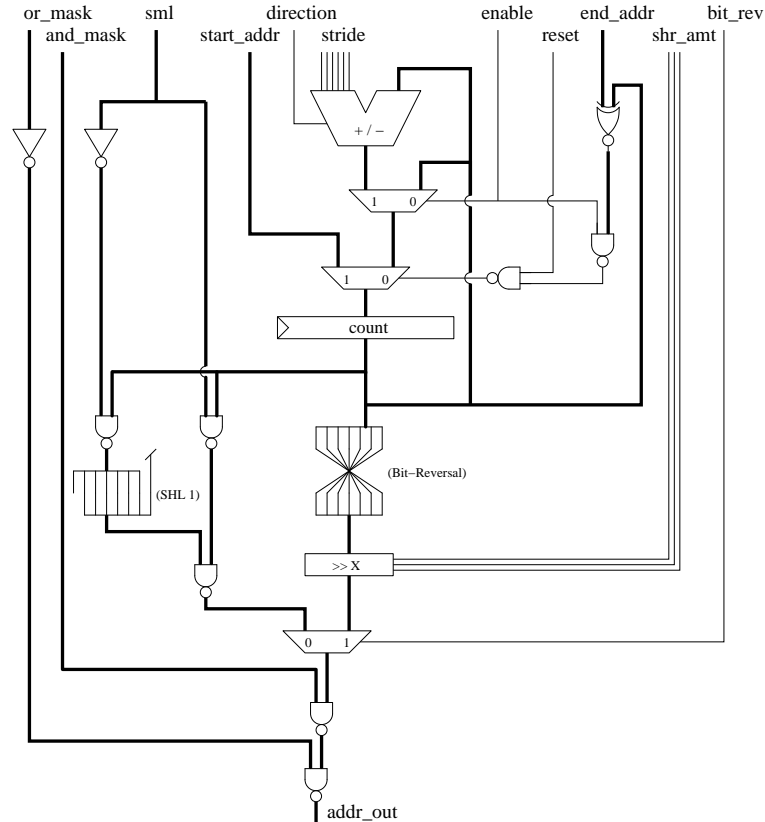 or_mask sml direction enable end_addr bit_rev
and_mask start_addr stride reset shr_amt
+ / −
1 0
1 0
count
(Bit−Reversal)
(SHL 1)
>> X
0 1
addr_out